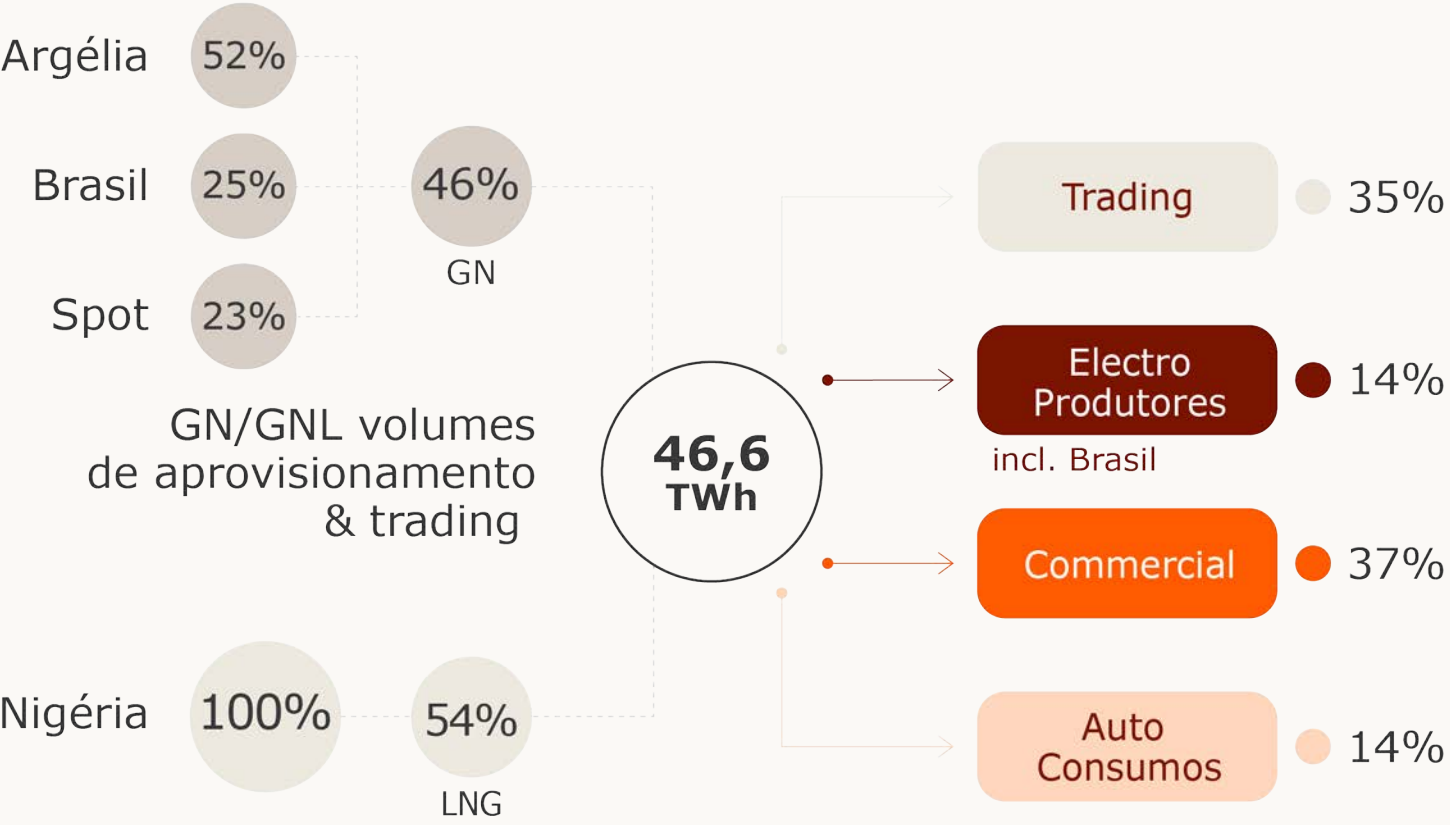 Argélia
52%
Brasil
25%
Spot
23%
46%
GN
GN/GNL volumes
de aprovisionamento
& trading
Nigéria
100%
54%
LNG
46,6
TWh
Trading
35%
Electro
Produtores
14%
incl. Brasil
Commercial
37%
Auto
Consumos
14%